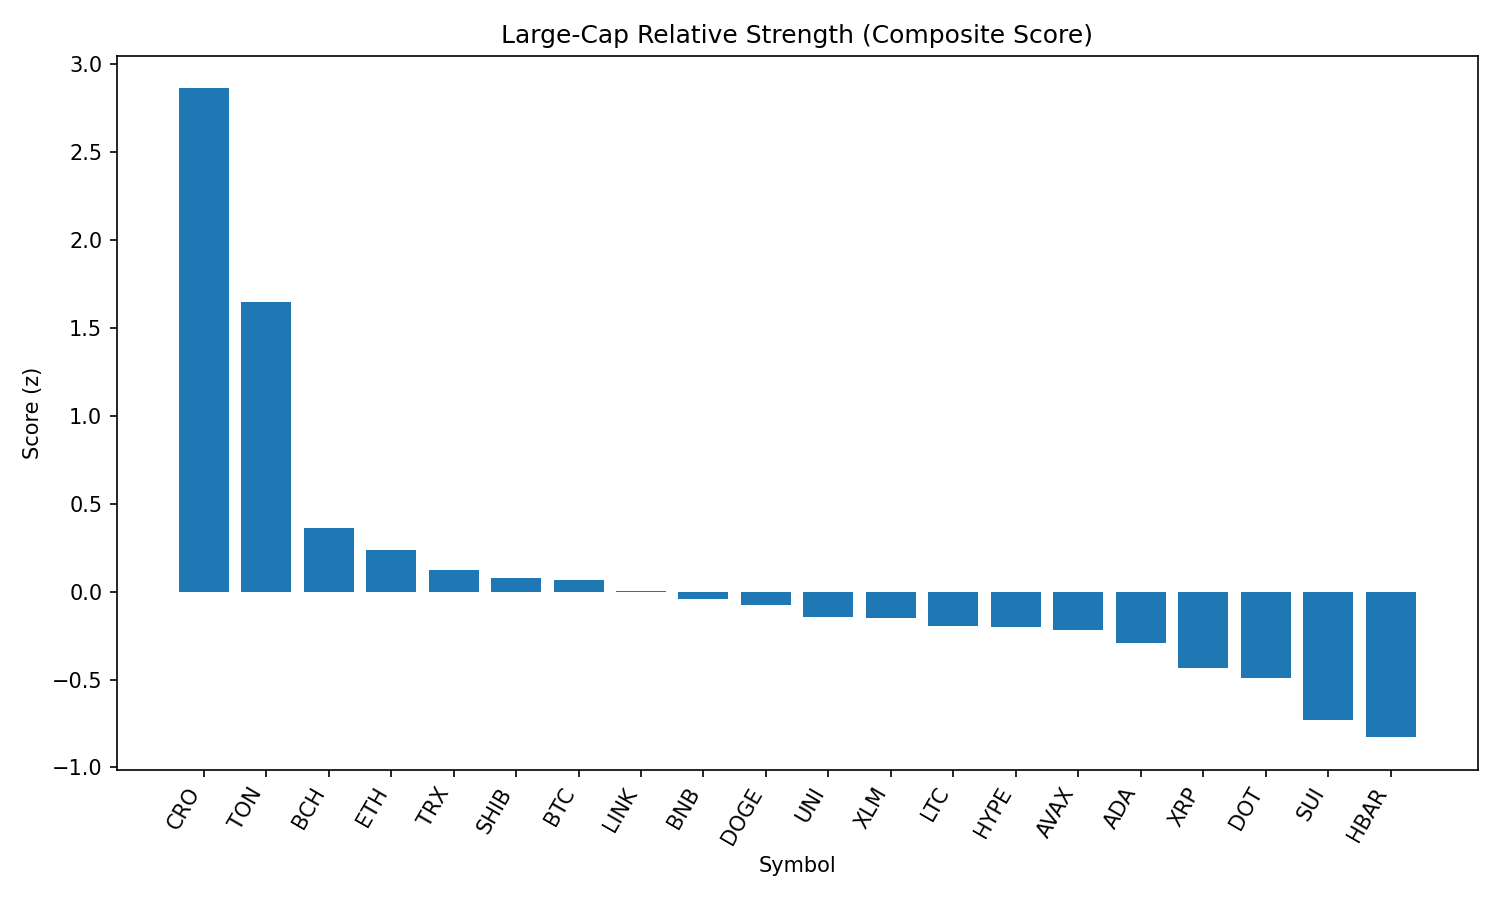 Large-Cap Relative Strength (Composite Score)
3.0
2.5
2.0
1.5
1.0
0.5
0.0
−0.5
−1.0
Score (z)
CRO
TON
BCH
ETH
TRX
SHIB
BTC
LINK
BNB
DOGE
UNI
XLM
LTC
HYPE
AVAX
ADA
XRP
DOT
SUI
HBAR
Symbol